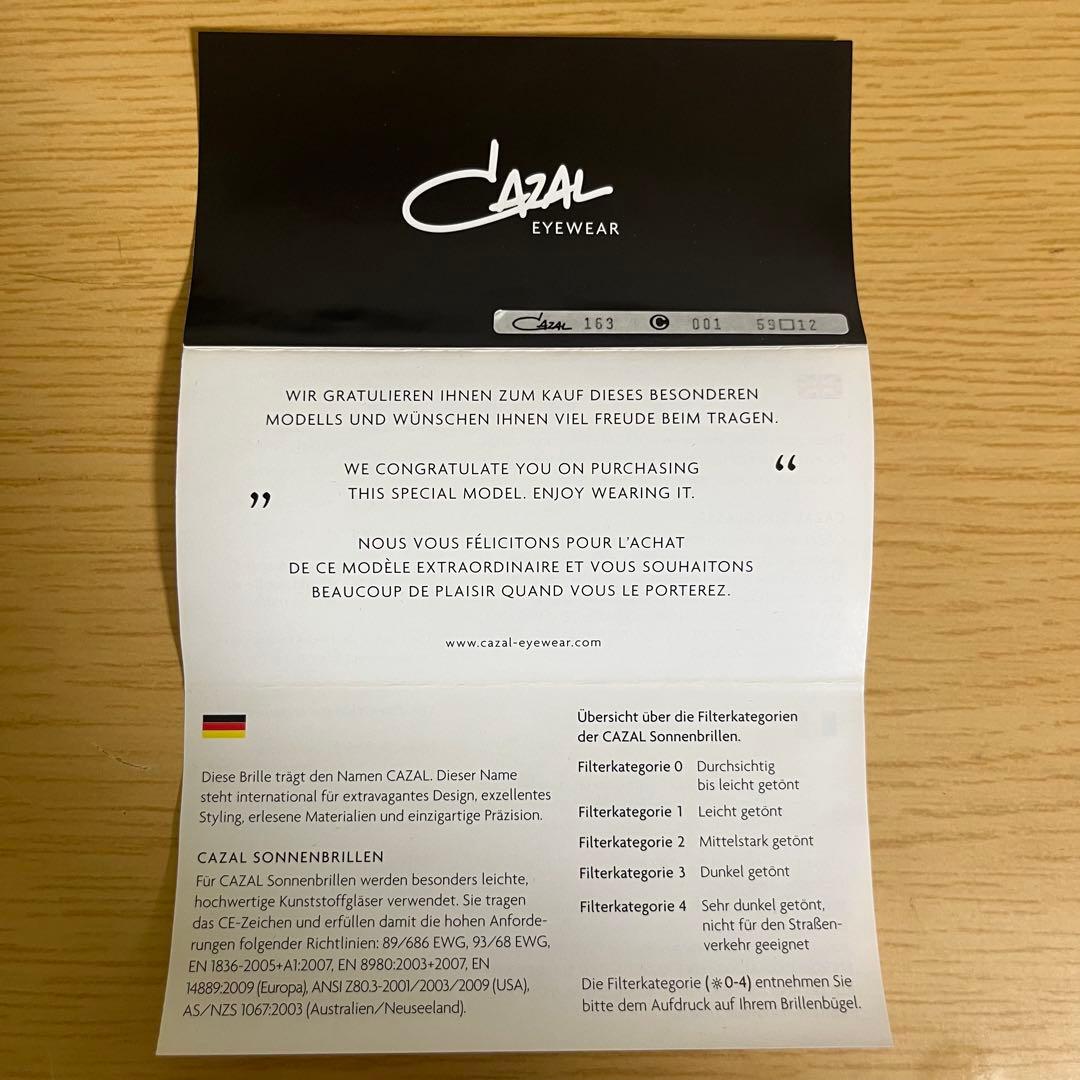 CAZAL
EYEWEAR
CAZAL 163 C 001 59□12
WIR GRATULIEREN IHNEN ZUM KAUF DIESES BESONDEREN
MODELLS UND WÜNSCHEN IHNEN VIEL FREUDE BEIM TRAGEN.
WE CONGRATULATE YOU ON PURCHASING “
„ THIS SPECIAL MODEL. ENJOY WEARING IT.
NOUS VOUS FÉLICITONS POUR L’ACHAT
DE CE MODÈLE EXTRAORDINAIRE ET VOUS SOUHAITONS
BEAUCOUP DE PLAISIR QUAND VOUS LE PORTEREZ.
www.cazal-eyewear.com
Diese Brille trägt den Namen CAZAL. Dieser Name
steht international für extravagantes Design, exzellentes
Styling, erlesene Materialien und einzigartige Präzision.
CAZAL SONNENBRILLEN
Für CAZAL Sonnenbrillen werden besonders leichte,
hochwertige Kunststoffgläser verwendet. Sie tragen
das CE-Zeichen und erfüllen damit die hohen Anforde-
rungen folgender Richtlinien: 89/686 EWG, 93/68 EWG,
EN 1836-2005+A1:2007, EN 8980:2003+2007, EN
14889:2009 (Europa), ANSI Z80.3-2001/2003/2009 (USA),
AS/NZS 1067:2003 (Australien/Neuseeland).
Übersicht über die Filterkategorien
der CAZAL Sonnenbrillen.
Filterkategorie 0 Durchsichtig
bis leicht getönt
Filterkategorie 1 Leicht getönt
Filterkategorie 2 Mittelstark getönt
Filterkategorie 3 Dunkel getönt
Filterkategorie 4 Sehr dunkel getönt,
nicht für den Straßen-
verkehr geeignet
Die Filterkategorie (☼0-4) entnehmen Sie
bitte dem Aufdruck auf Ihrem Brillenbügel.